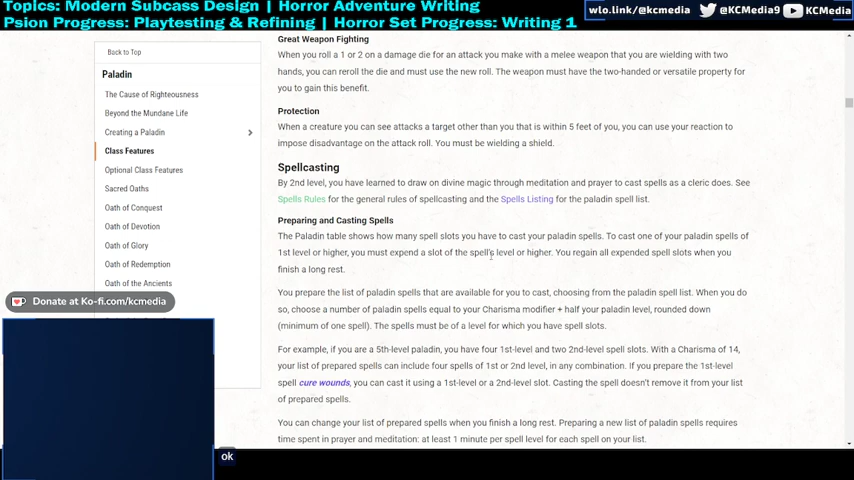 Topics: Modern Subcass Design | Horror Adventure Writing
Psion Progress: Playtesting & Refining | Horror Set Progress: Writing 1
wlo.link/@kcmedia @KCMedia9 KCMedia
Back to Top
Paladin
The Cause of Righteousness
Beyond the Mundane Life
Creating a Paladin
Class Features
Optional Class Features
Sacred Oaths
Oath of Conquest
Oath of Devotion
Oath of Glory
Oath of Redemption
Oath of the Ancients
Donate at Ko-fi.com/kcmedia
Great Weapon Fighting
When you roll a 1 or 2 on a damage die for an attack you make with a melee weapon that you are wielding with two
hands, you can reroll the die and must use the new roll. The weapon must have the two-handed or versatile property for
you to gain this benefit.
Protection
When a creature you can see attacks a target other than you that is within 5 feet of you, you can use your reaction to
impose disadvantage on the attack roll. You must be wielding a shield.
Spellcasting
By 2nd level, you have learned to draw on divine magic through meditation and prayer to cast spells as a cleric does. See
Spells Rules for the general rules of spellcasting and the Spells Listing for the paladin spell list.
Preparing and Casting Spells
The Paladin table shows how many spell slots you have to cast your paladin spells. To cast one of your paladin spells of
1st level or higher, you must expend a slot of the spell's level or higher. You regain all expended spell slots when you
finish a long rest.
You prepare the list of paladin spells that are available for you to cast, choosing from the paladin spell list. When you do
so, choose a number of paladin spells equal to your Charisma modifier + half your paladin level, rounded down
(minimum of one spell). The spells must be of a level for which you have spell slots.
For example, if you are a 5th-level paladin, you have four 1st-level and two 2nd-level spell slots. With a Charisma of 14,
your list of prepared spells can include four spells of 1st or 2nd level, in any combination. If you prepare the 1st-level
spell cure wounds, you can cast it using a 1st-level or a 2nd-level slot. Casting the spell doesn't remove it from your list
of prepared spells.
You can change your list of prepared spells when you finish a long rest. Preparing a new list of paladin spells requires
time spent in prayer and meditation: at least 1 minute per spell level for each spell on your list.
ok